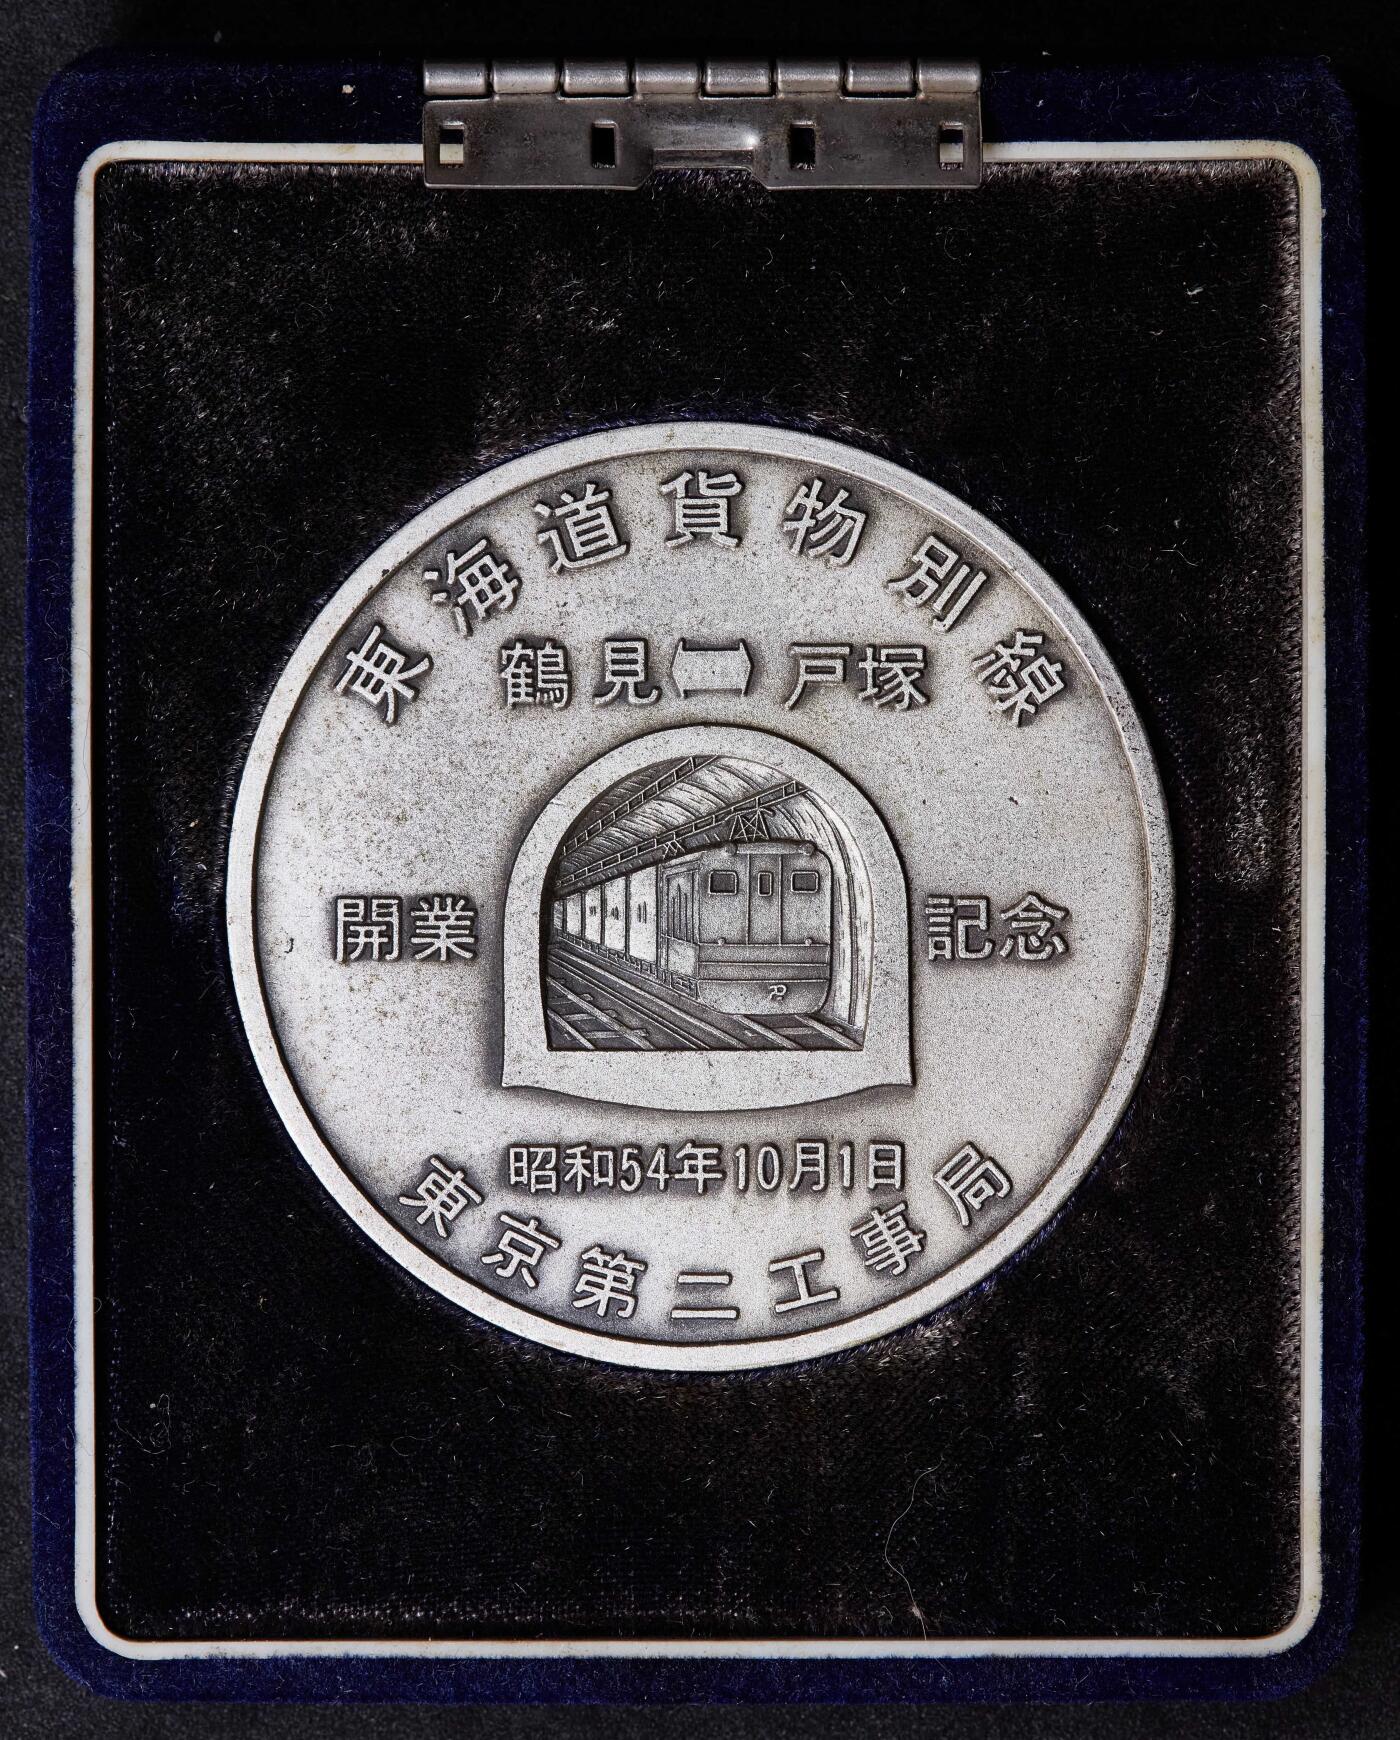 東海道貨物別線
鶴見 戸塚
開業 記念
昭和54年10月1日
東京第二工事局